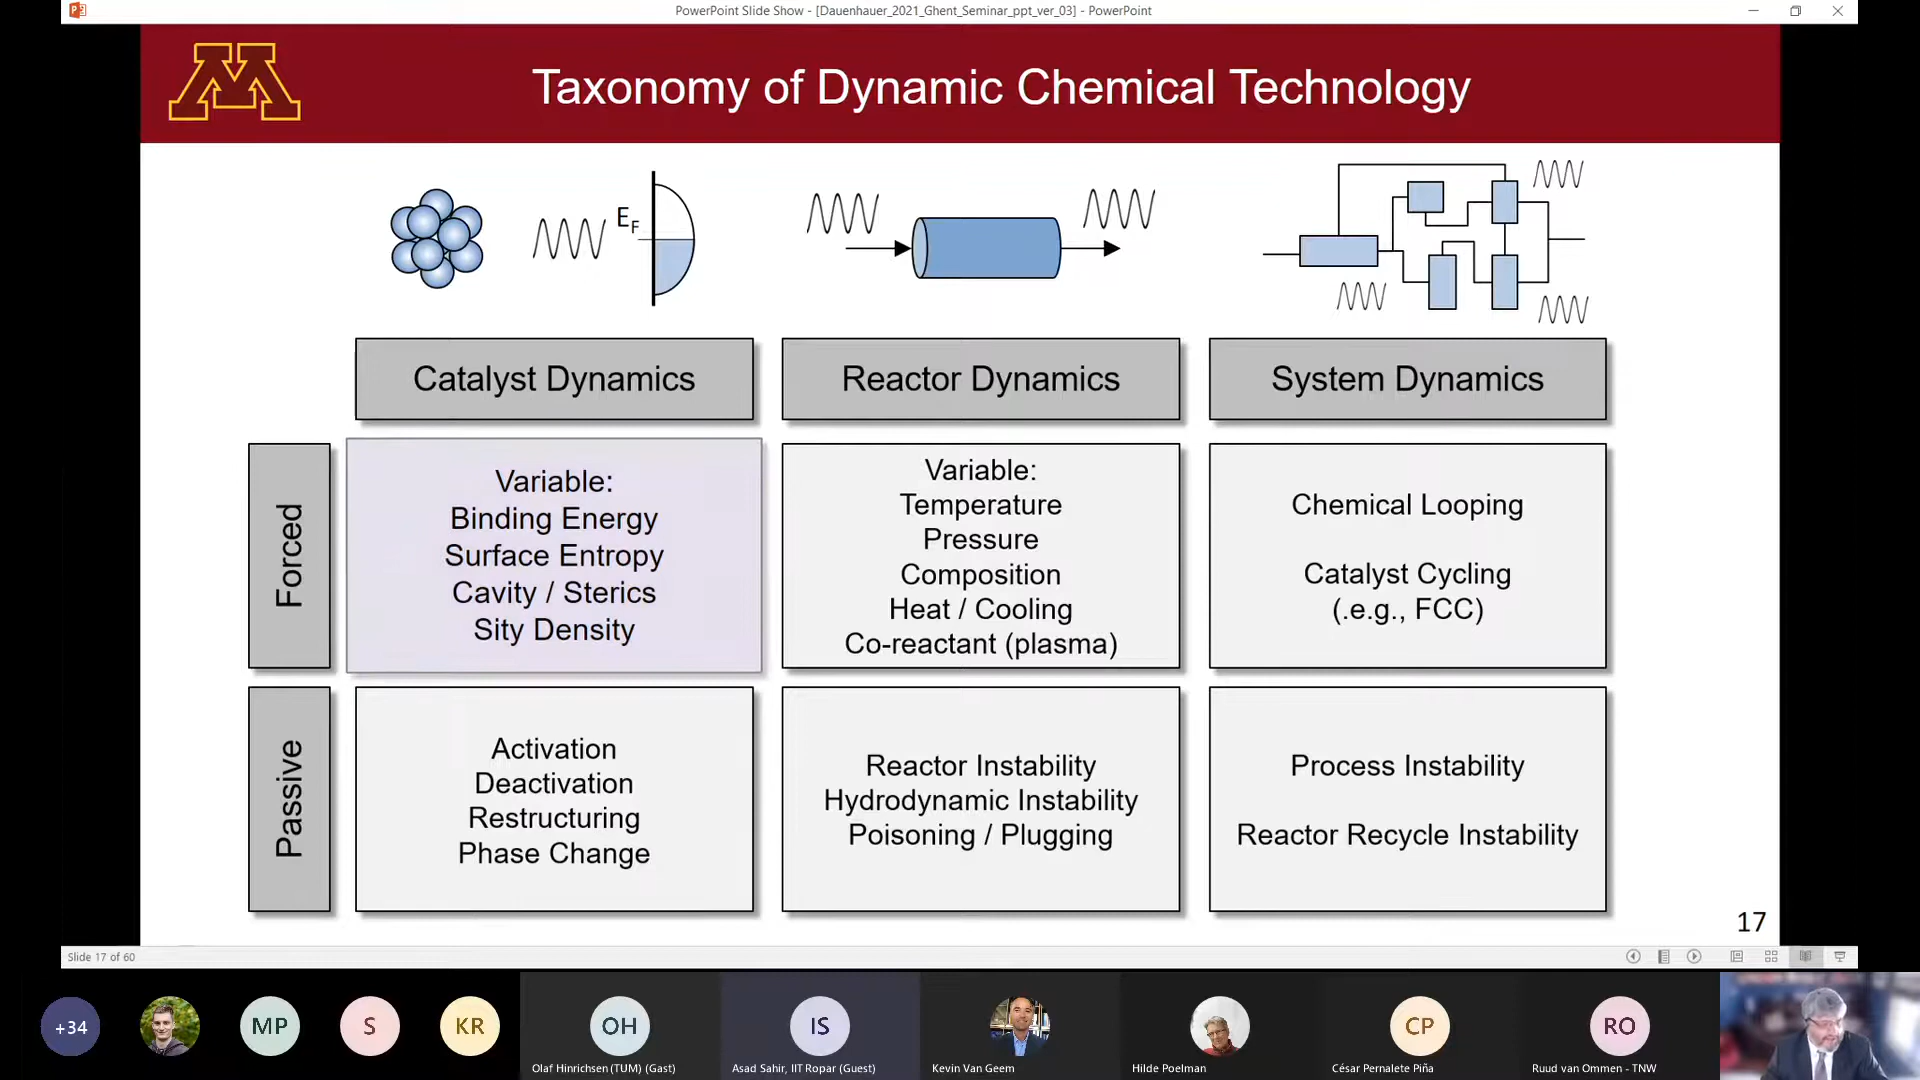 PowerPoint Slide Show - [Dauenhauer_2021_Ghent_Seminar_ppt_ver_03] - PowerPoint
M
Taxonomy of Dynamic Chemical Technology
EF
Catalyst Dynamics
Reactor Dynamics
System Dynamics
Forced
Variable:
Binding Energy
Surface Entropy
Cavity / Sterics
Sity Density
Variable:
Temperature
Pressure
Composition
Heat / Cooling
Co-reactant (plasma)
Chemical Looping
Catalyst Cycling
(.e.g., FCC)
Passive
Activation
Deactivation
Restructuring
Phase Change
Reactor Instability
Hydrodynamic Instability
Poisoning / Plugging
Process Instability
Reactor Recycle Instability
17
Slide 17 of 60
+34
MP
S
KR
OH
IS
CP
RO
Olaf Hinrichsen (TUM) (Gast)
Asad Sahir, IIT Ropar (Guest)
Kevin Van Geem
Hilde Poelman
César Pernalete Piña
Ruud van Ommen - TNW